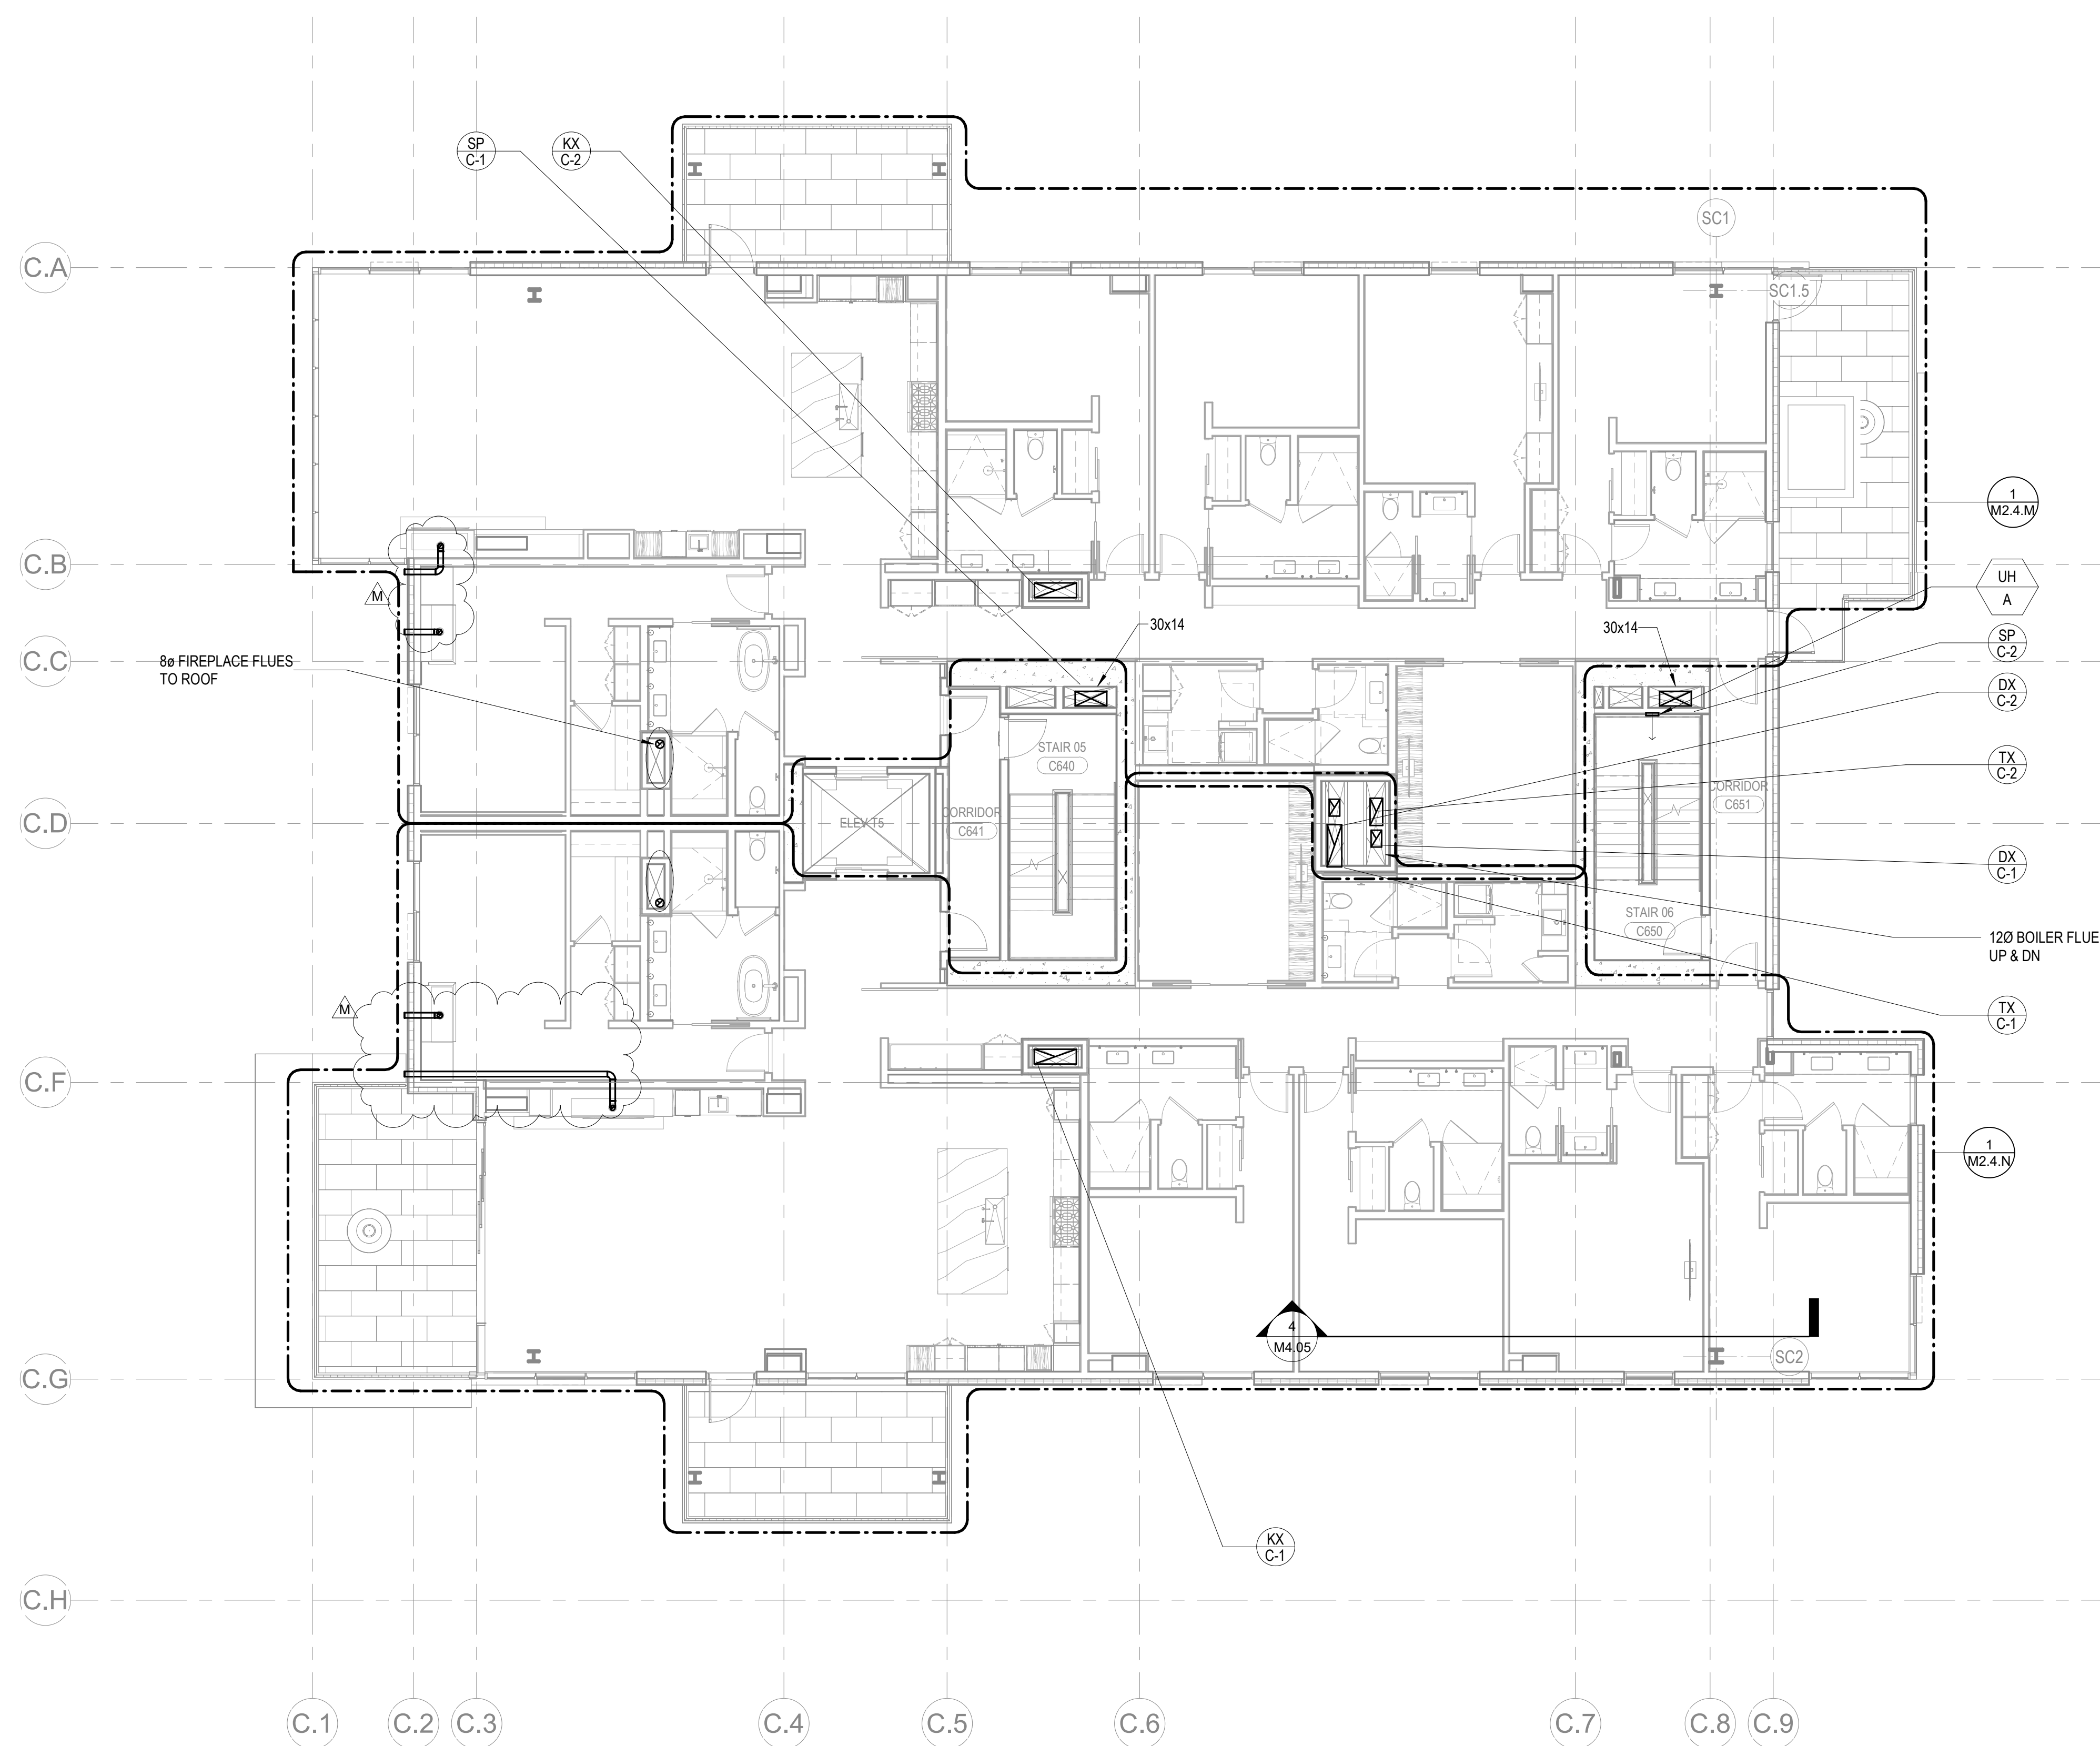 SP
C-1
KX
C-2
SC1
C.A
SC1.5
1
M2.4.M
C.B
UH
A
M
30x14
30x14
SP
C-2
C.C
8ø FIREPLACE FLUES
TO ROOF
DX
C-2
STAIR 05
C640
TX
C-2
CORRIDOR
C651
C.D
ELEV T5
CORRIDOR
C641
DX
C-1
STAIR 06
C650
12Ø BOILER FLUE
UP & DN
M
TX
C-1
C.F
1
M2.4.N
4
M4.05
SC2
C.G
KX
C-1
C.H
C.1
C.2
C.3
C.4
C.5
C.6
C.7
C.8
C.9